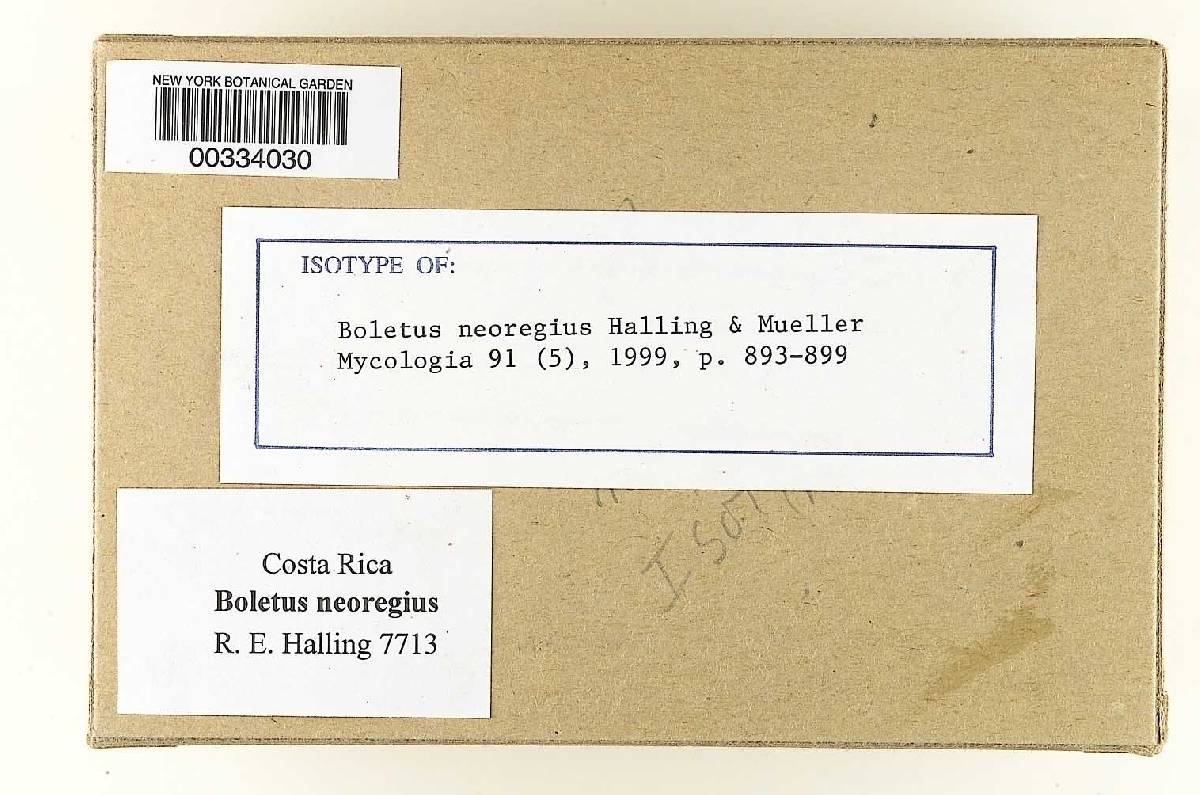 NEW YORK BOTANICAL GARDEN
00334030
ISOTYPE OF:
Boletus neoregius Halling & Mueller
Mycologia 91 (5), 1999, p. 893-899
Costa Rica
Boletus neoregius
R. E. Halling 7713